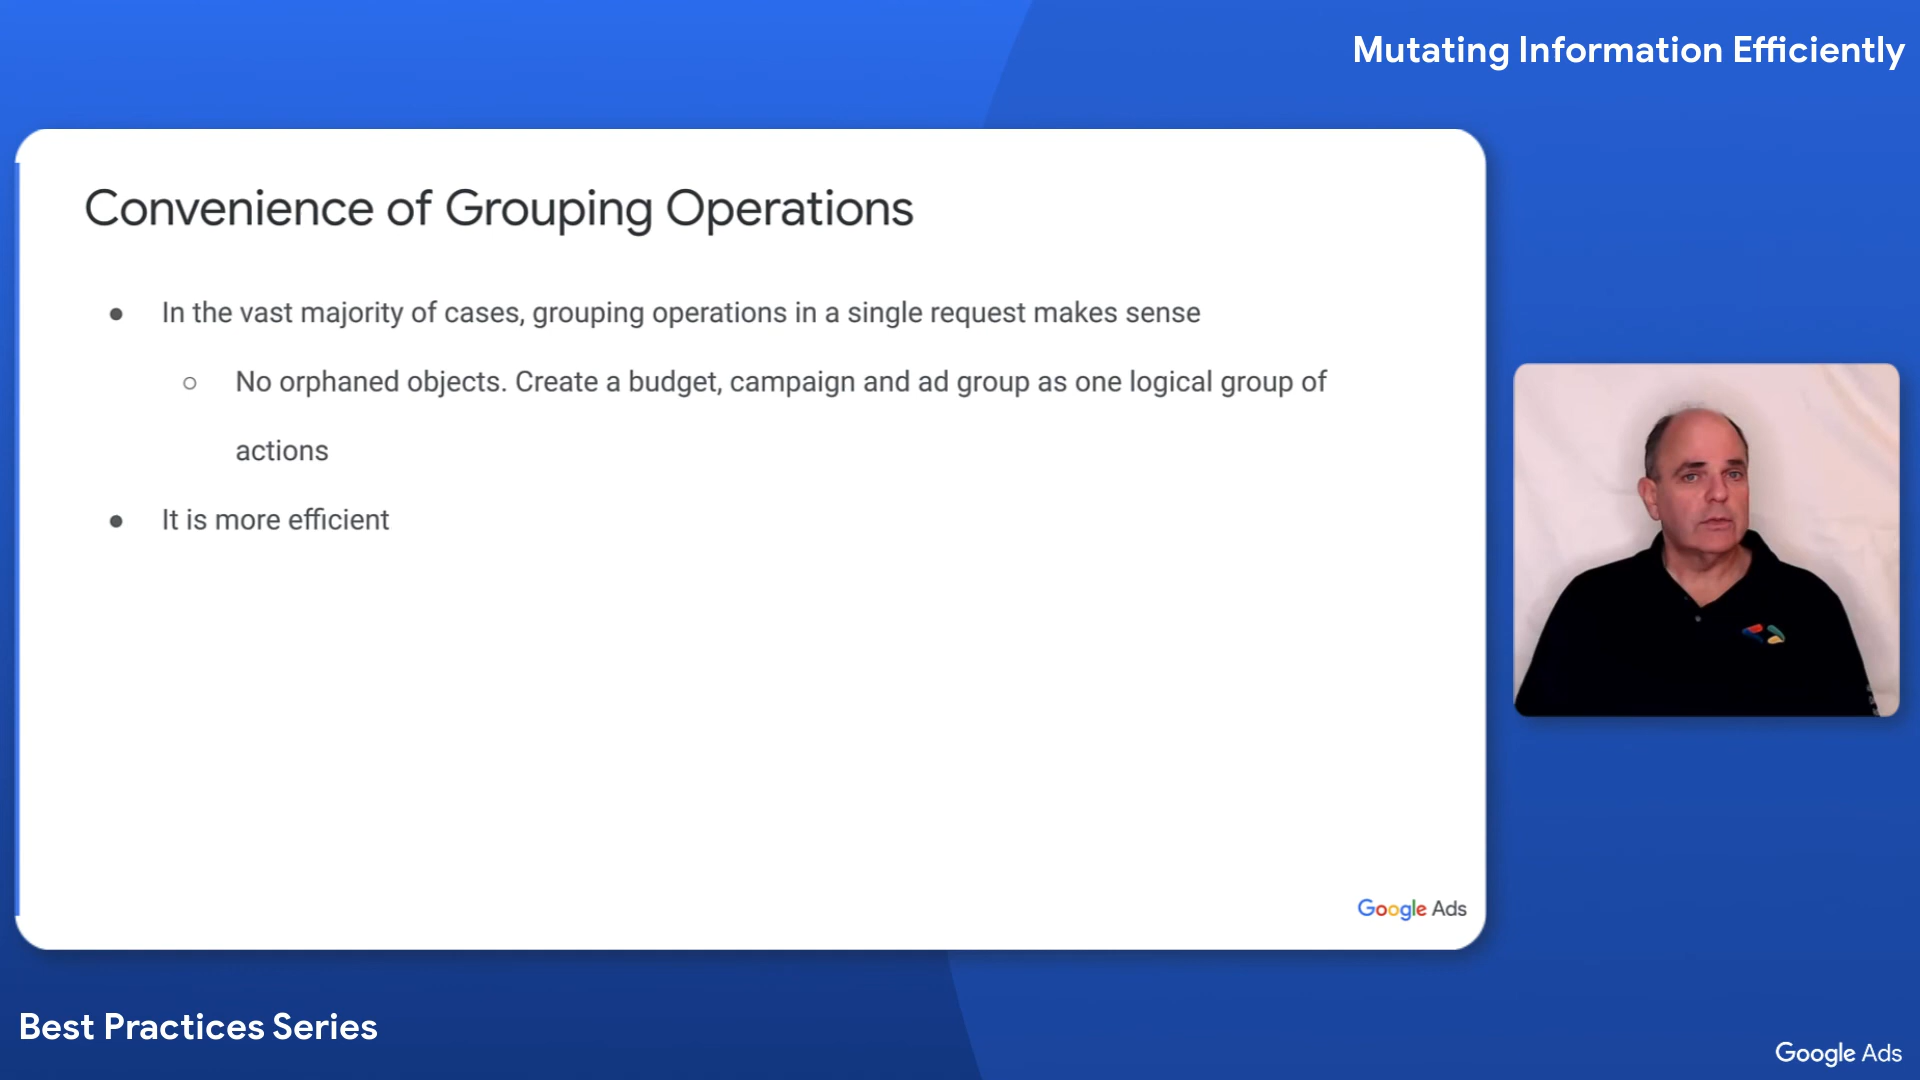 Mutating Information Efficiently
Convenience of Grouping Operations
● In the vast majority of cases, grouping operations in a single request makes sense
○ No orphaned objects. Create a budget, campaign and ad group as one logical group of
actions
● It is more efficient
Google Ads
Best Practices Series
Google Ads